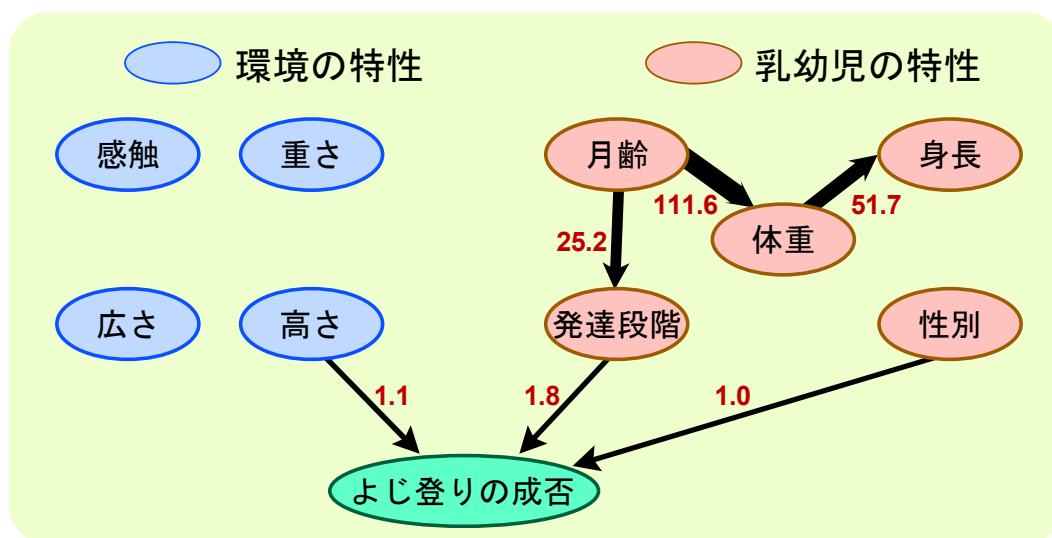 環境の特性
乳幼児の特性
感触
重さ
月齢
身長
111.6
51.7
体重
25.2
広さ
高さ
発達段階
性別
1.1
1.8
1.0
よじ登りの成否